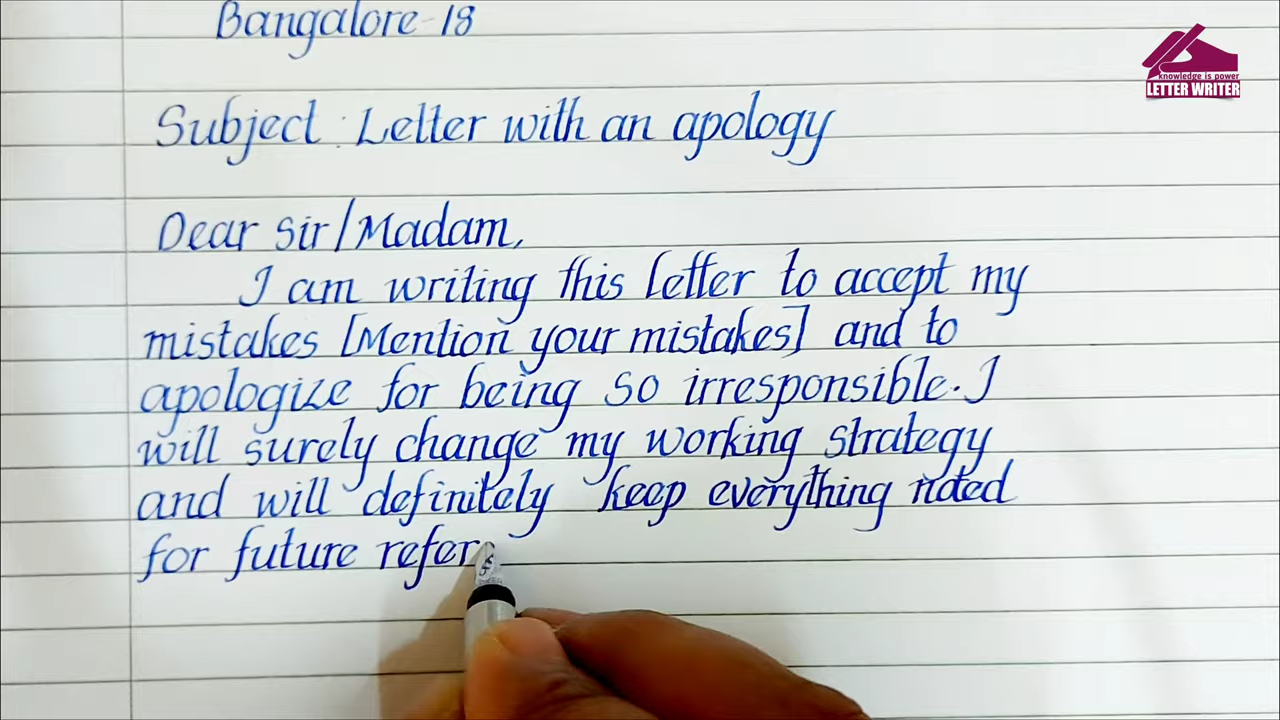 Bangalore-18
knowledge is power
LETTER WRITER
Subject : Letter with an apology
Dear Sir/Madam,
I am writing this letter to accept my
mistakes [Mention your mistakes] and to
apologize for being so irresponsible. I
will surely change my working strategy
and will definitely keep everything noted
for future refer